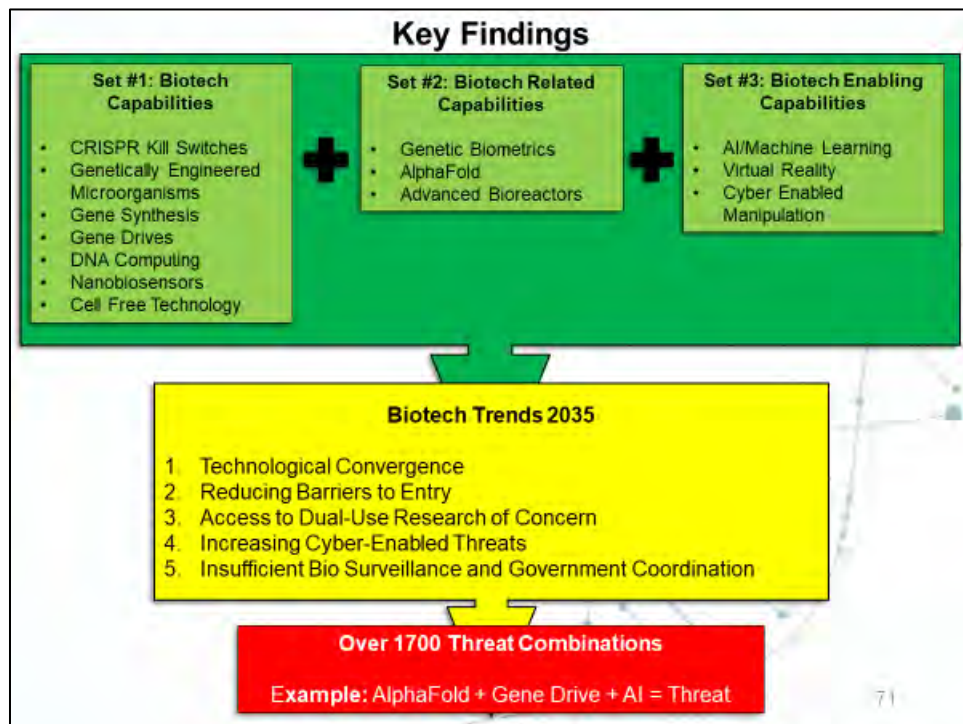 Key Findings
Set #1: Biotech
Capabilities
• CRISPR Kill Switches
• Genetically Engineered
Microorganisms
• Gene Synthesis
• Gene Drives
• DNA Computing
• Nanobiosensors
• Cell Free Technology
Set #2: Biotech Related
Capabilities
• Genetic Biometrics
• AlphaFold
• Advanced Bioreactors
Set #3: Biotech Enabling
Capabilities
• AI/Machine Learning
• Virtual Reality
• Cyber Enabled
Manipulation
Biotech Trends 2035
1. Technological Convergence
2. Reducing Barriers to Entry
3. Access to Dual-Use Research of Concern
4. Increasing Cyber-Enabled Threats
5. Insufficient Bio Surveillance and Government Coordination
Over 1700 Threat Combinations
Example: AlphaFold + Gene Drive + AI = Threat
71